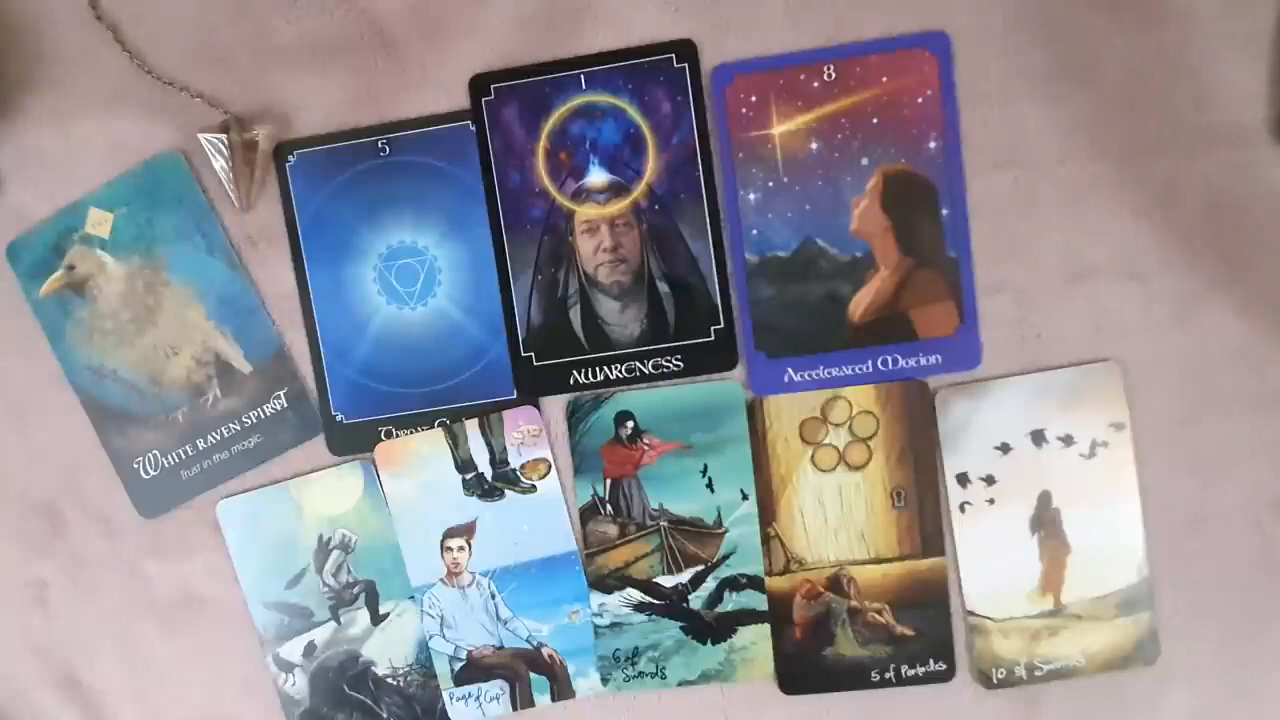 WHITE RAVEN SPIRIT
Trust in the magic.
5
1
AWARENESS
8
Accelerated Motion
Page of Cups
6 of
Swords
5 of Pentacles
10 of Swords